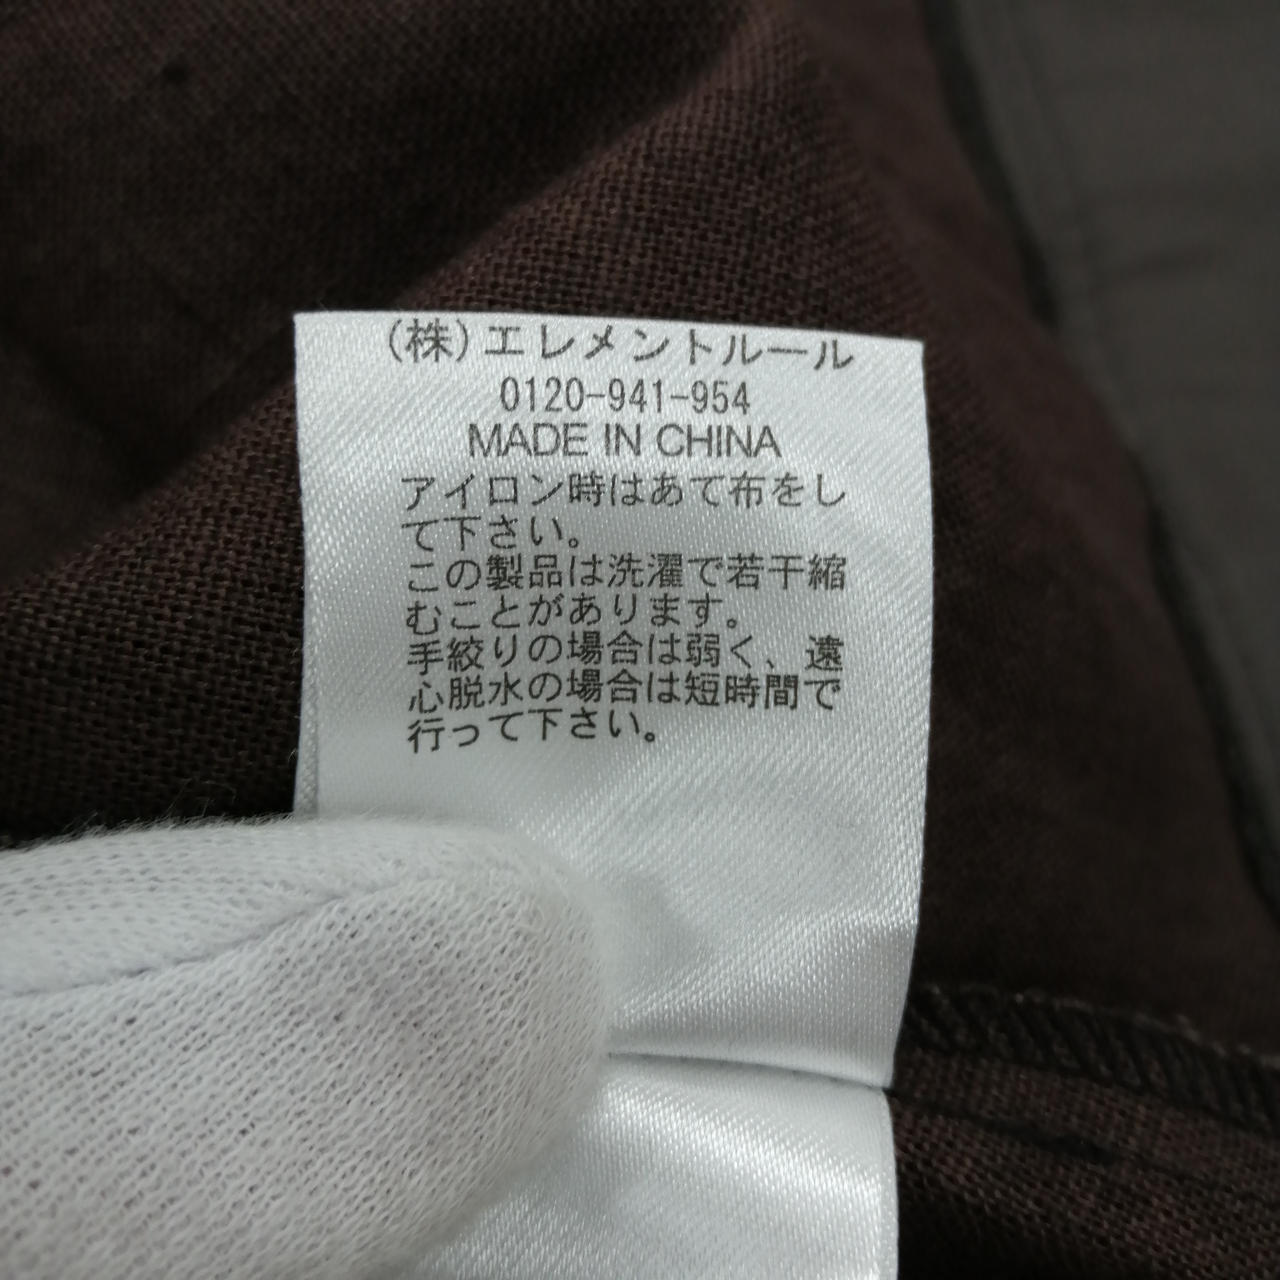 (株)エレメントルール
0120-941-954
MADE IN CHINA
アイロン時はあて布をし
て下さい。
この製品は洗濯で若干縮
むことがあります。
手絞りの場合は弱く、遠
心脱水の場合は短時間で
行って下さい。